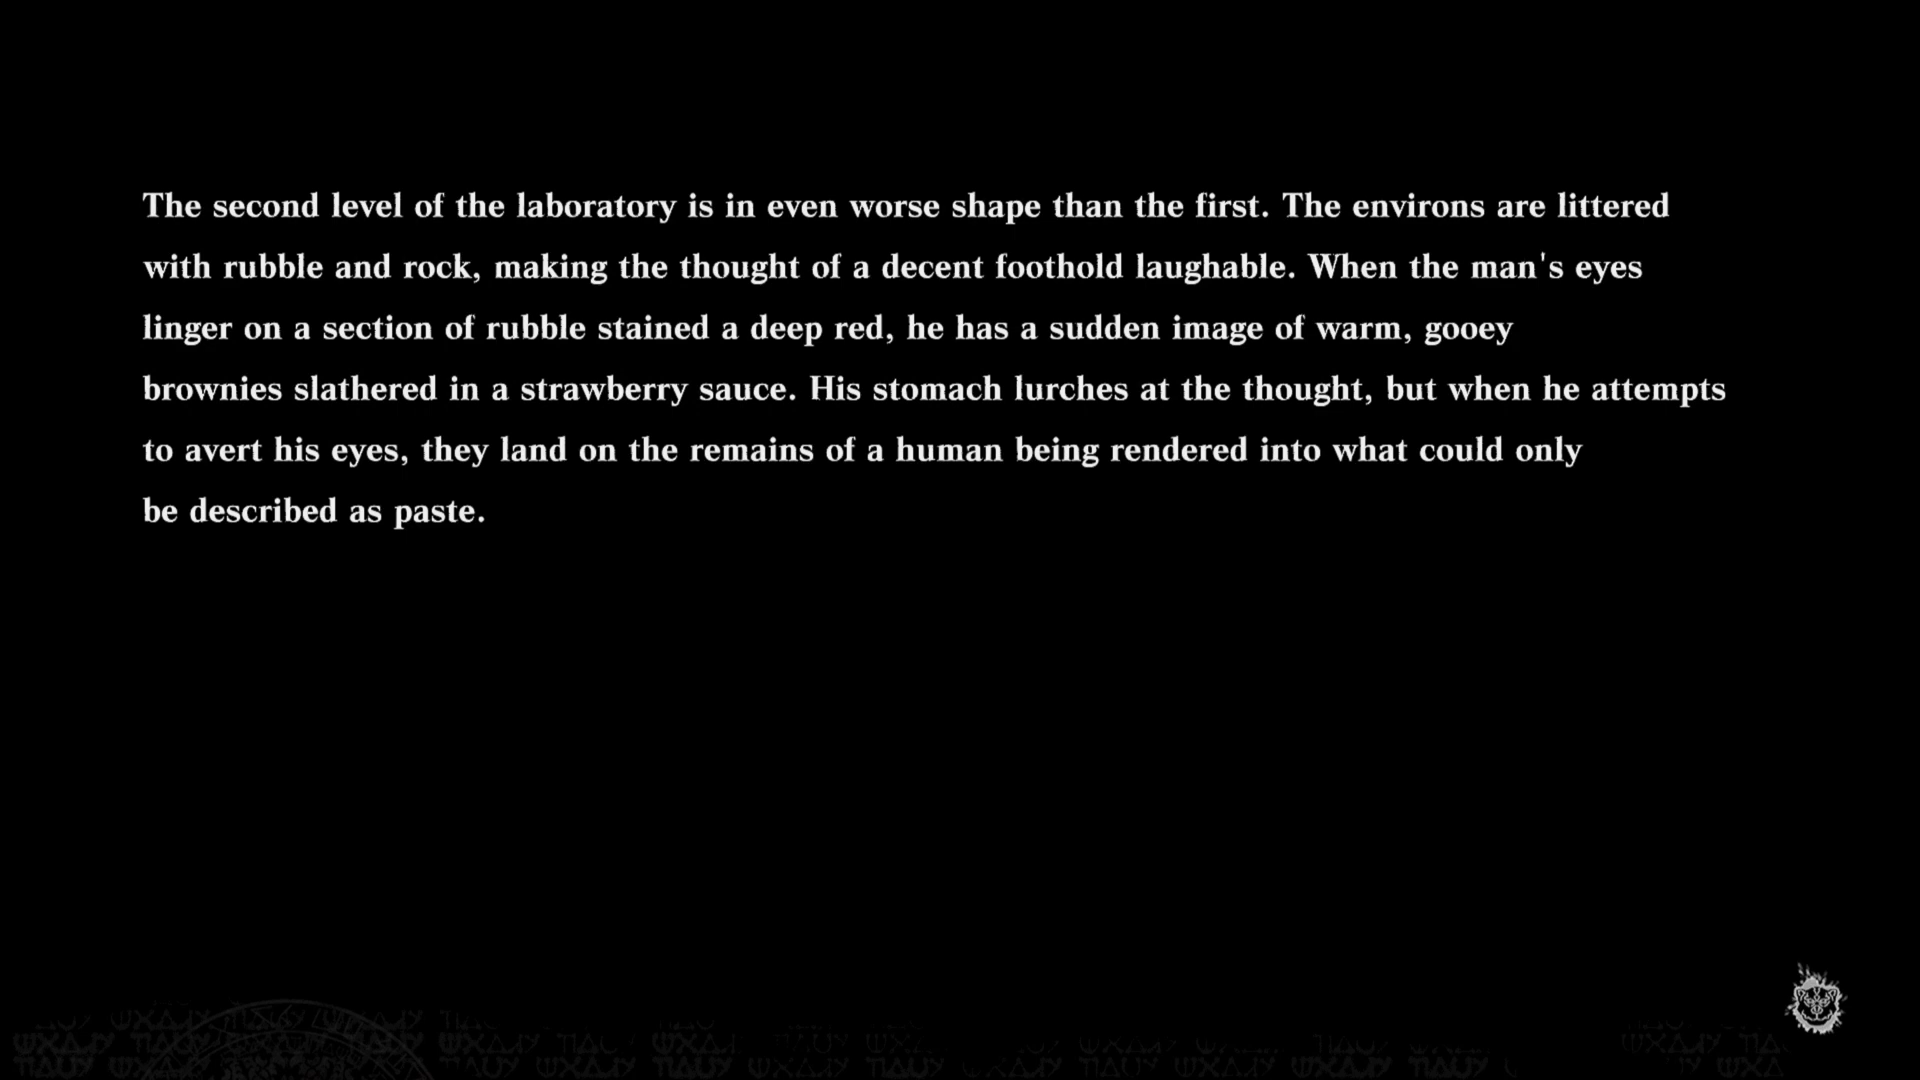 The second level of the laboratory is in even worse shape than the first. The environs are littered
with rubble and rock, making the thought of a decent foothold laughable. When the man's eyes
linger on a section of rubble stained a deep red, he has a sudden image of warm, gooey
brownies slathered in a strawberry sauce. His stomach lurches at the thought, but when he attempts
to avert his eyes, they land on the remains of a human being rendered into what could only
be described as paste.